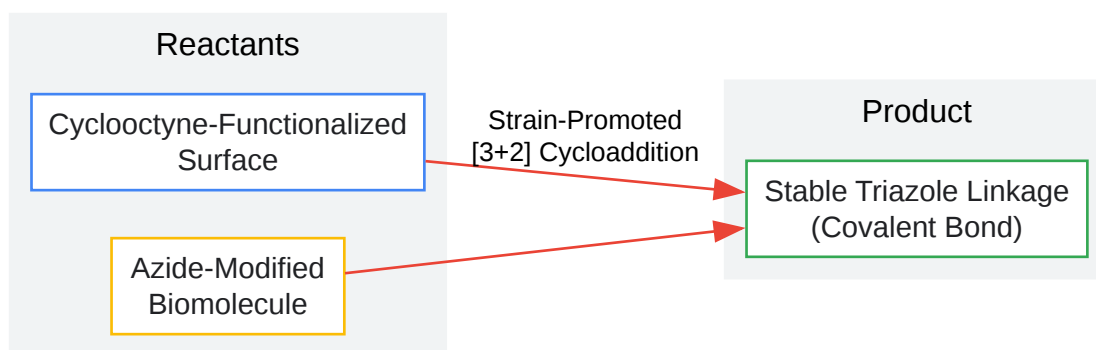 Reactants
Cyclooctyne-Functionalized
Surface
Azide-Modified
Biomolecule
Strain-Promoted
[3+2] Cycloaddition
Product
Stable Triazole Linkage
(Covalent Bond)